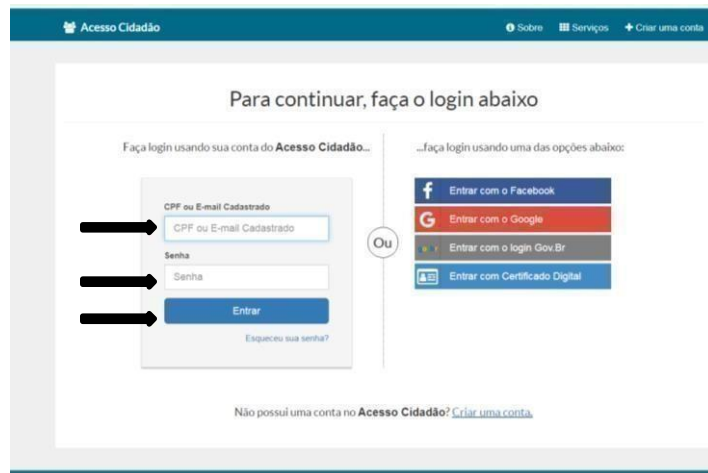 Acesso Cidadão
Sobre Serviços Criar uma conta
Para continuar, faça o login abaixo
Faça login usando sua conta do Acesso Cidadão...
CPF ou E-mail Cadastrado
CPF ou E-mail Cadastrado
Senha
Senha
Entrar
Esqueceu sua senha?
Ou
...faça login usando uma das opções abaixo:
Entrar com o Facebook
Entrar com o Google
Entrar com o login Gov.Br
Entrar com Certificado Digital
Não possui uma conta no Acesso Cidadão? Criar uma conta.